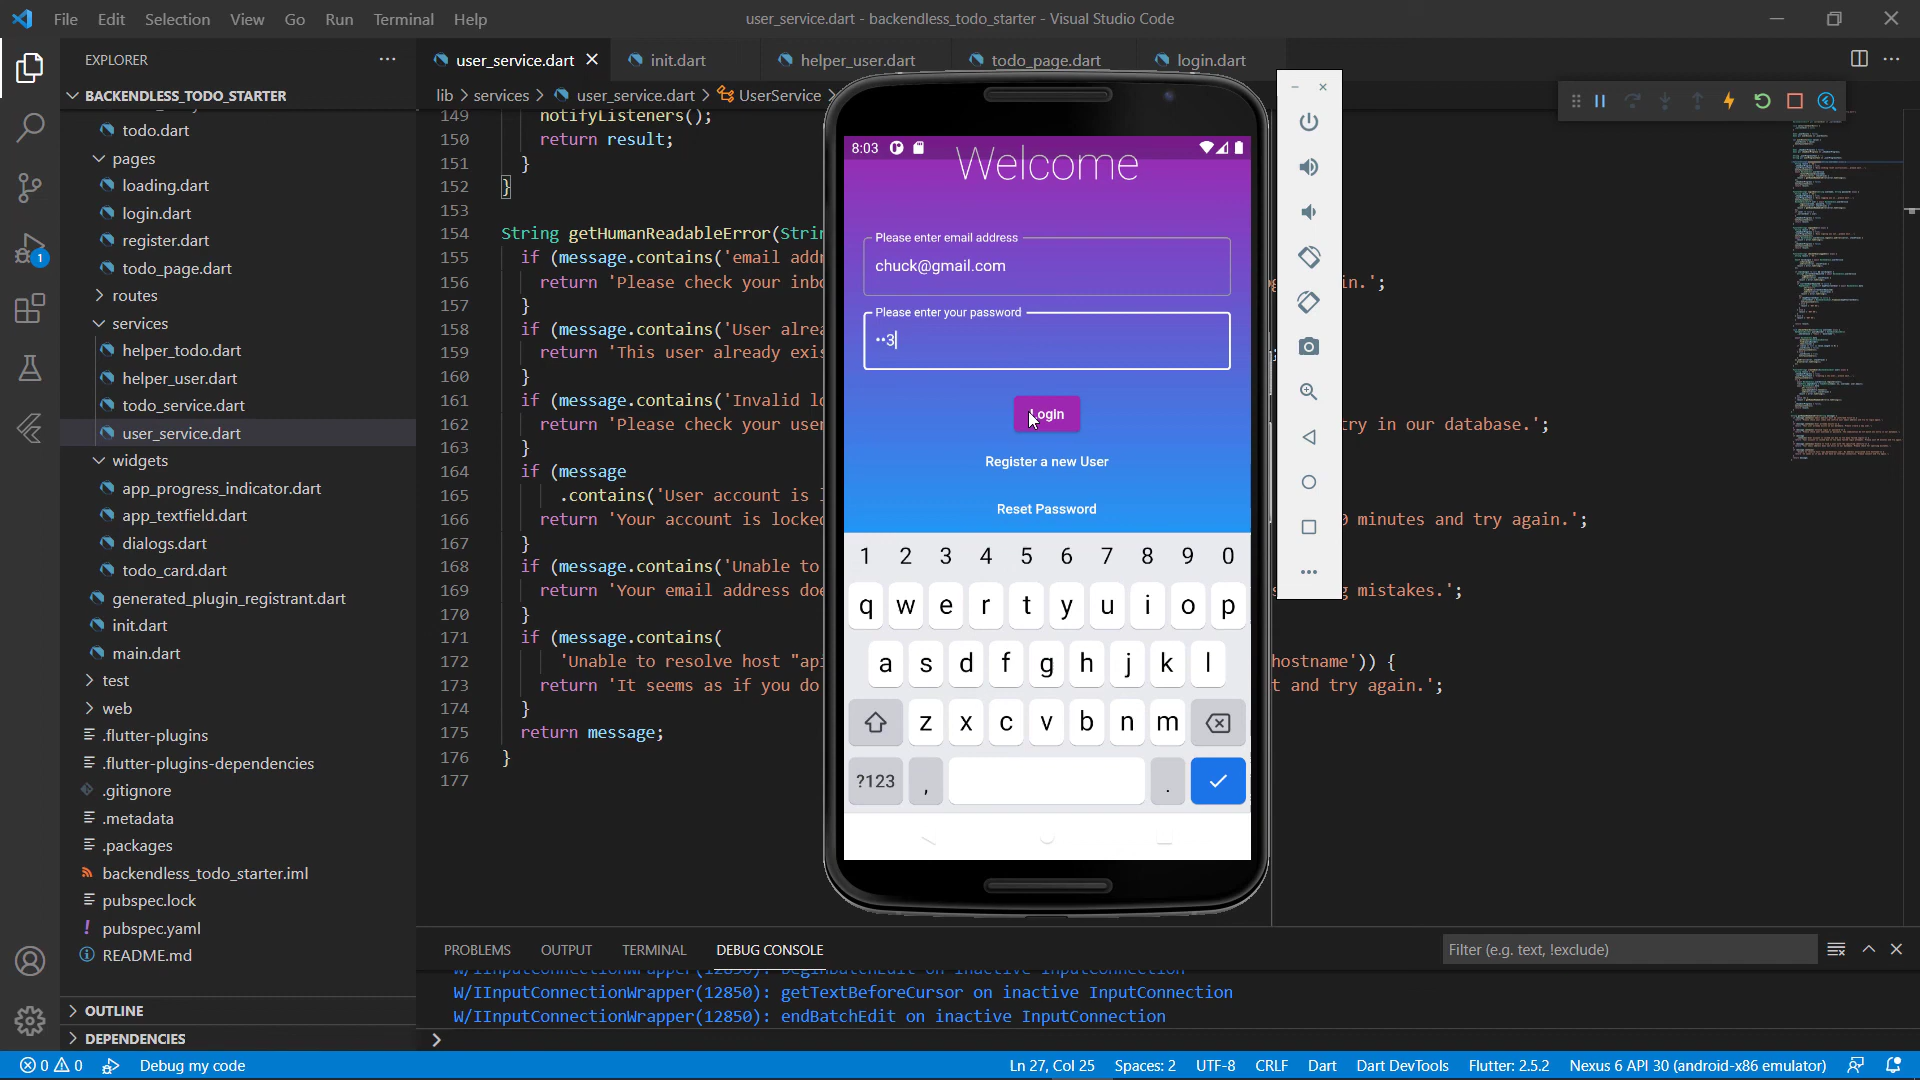 File Edit Selection View Go Run Terminal Help
user_service.dart - backendless_todo_starter - Visual Studio Code
EXPLORER
BACKENDLESS_TODO_STARTER
todo.dart
pages
loading.dart
login.dart
register.dart
todo_page.dart
routes
services
helper_todo.dart
helper_user.dart
todo_service.dart
user_service.dart
widgets
app_progress_indicator.dart
app_textfield.dart
dialogs.dart
todo_card.dart
generated_plugin_registrant.dart
init.dart
main.dart
test
web
.flutter-plugins
.flutter-plugins-dependencies
.gitignore
.metadata
.packages
backendless_todo_starter.iml
pubspec.lock
pubspec.yaml
README.md
OUTLINE
DEPENDENCIES
1
user_service.dart init.dart helper_user.dart todo_page.dart login.dart
lib > services > user_service.dart > UserService >
149 notifyListeners();
150 return result;
151 }
152 }
153
154 String getHumanReadableError(Strin
155 if (message.contains('email addr
156 return 'Please check your inbo in.';
157 }
158 if (message.contains('User alrea
159 return 'This user already exis ;
160 }
161 if (message.contains('Invalid lo
162 return 'Please check your user try in our database.';
163 }
164 if (message
165 .contains('User account is l
166 return 'Your account is locked 0 minutes and try again.';
167 }
168 if (message.contains('Unable to
169 return 'Your email address doe g mistakes.';
170 }
171 if (message.contains(
172 'Unable to resolve host "api hostname')) {
173 return 'It seems as if you do t and try again.';
174 }
175 return message;
176 }
177
8:03
Welcome
Please enter email address
chuck@gmail.com
Please enter your password
••3
Login
Register a new User
Reset Password
1 2 3 4 5 6 7 8 9 0
q w e r t y u i o p
a s d f g h j k l
z x c v b n m
?123 , .
PROBLEMS OUTPUT TERMINAL DEBUG CONSOLE
Filter (e.g. text, !exclude)
W/IInputConnectionWrapper(12850): beginBatchEdit on inactive InputConnection
W/IInputConnectionWrapper(12850): getTextBeforeCursor on inactive InputConnection
W/IInputConnectionWrapper(12850): endBatchEdit on inactive InputConnection
0 0 Debug my code
Ln 27, Col 25 Spaces: 2 UTF-8 CRLF Dart Dart DevTools Flutter: 2.5.2 Nexus 6 API 30 (android-x86 emulator)